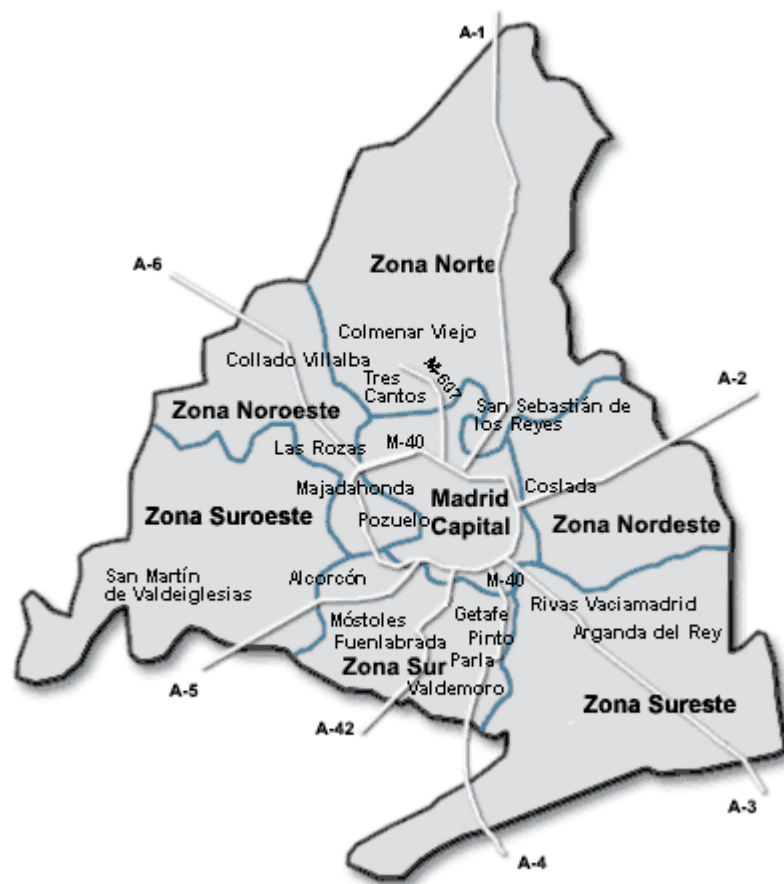 A-1
Zona Norte
A-6
Colmenar Viejo
Collado Villalba
M-607
Tres
Cantos
A-2
Zona Noroeste
San Sebastián de
los Reyes
M-40
Las Rozas
Majadahonda
Coslada
Madrid
Capital
Zona Suroeste
Pozuelo
Zona Nordeste
San Martín
de Valdeiglesias
Alcorcón
M-40
Rivas Vaciamadrid
Móstoles
Getafe
Fuenlabrada
Pinto
Arganda del Rey
Zona Sur
Parla
A-5
Valdemoro
Zona Sureste
A-42
A-3
A-4